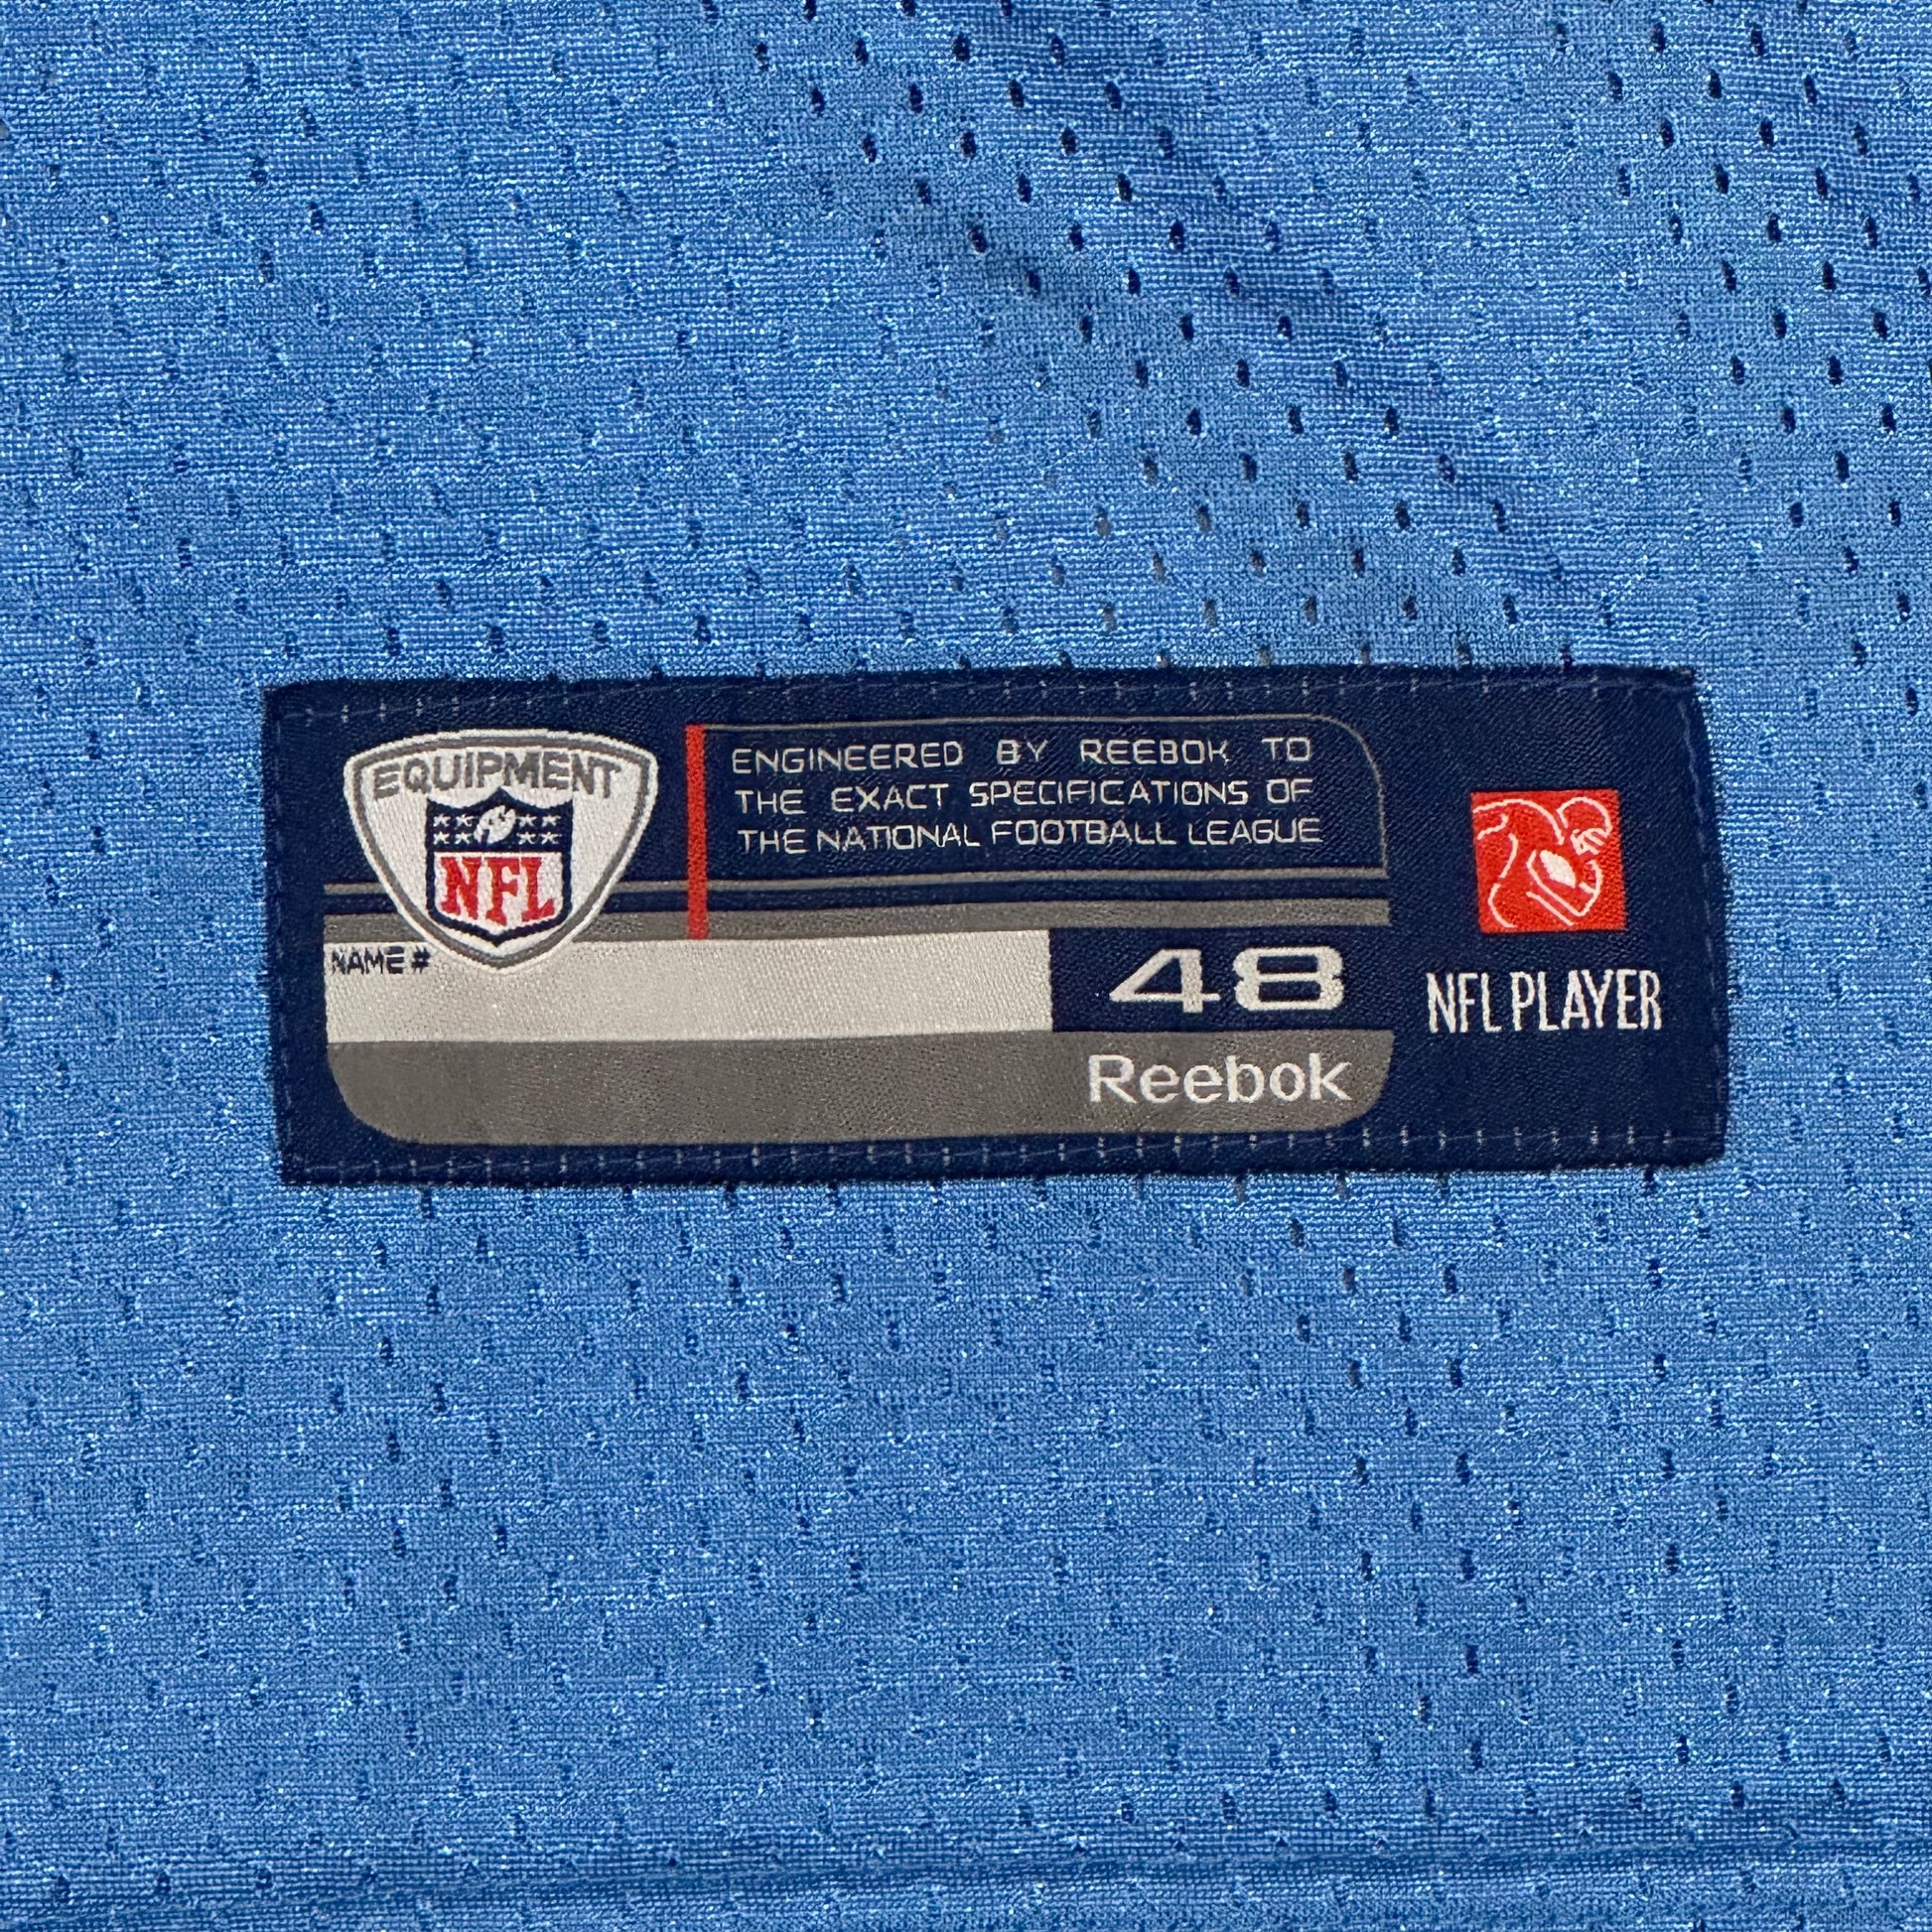 EQUIPMENT
NFL
ENGINEERED BY REEBOK TO
THE EXACT SPECIFICATIONS OF
THE NATIONAL FOOTBALL LEAGUE
NAME #
48
Reebok
NFL PLAYER